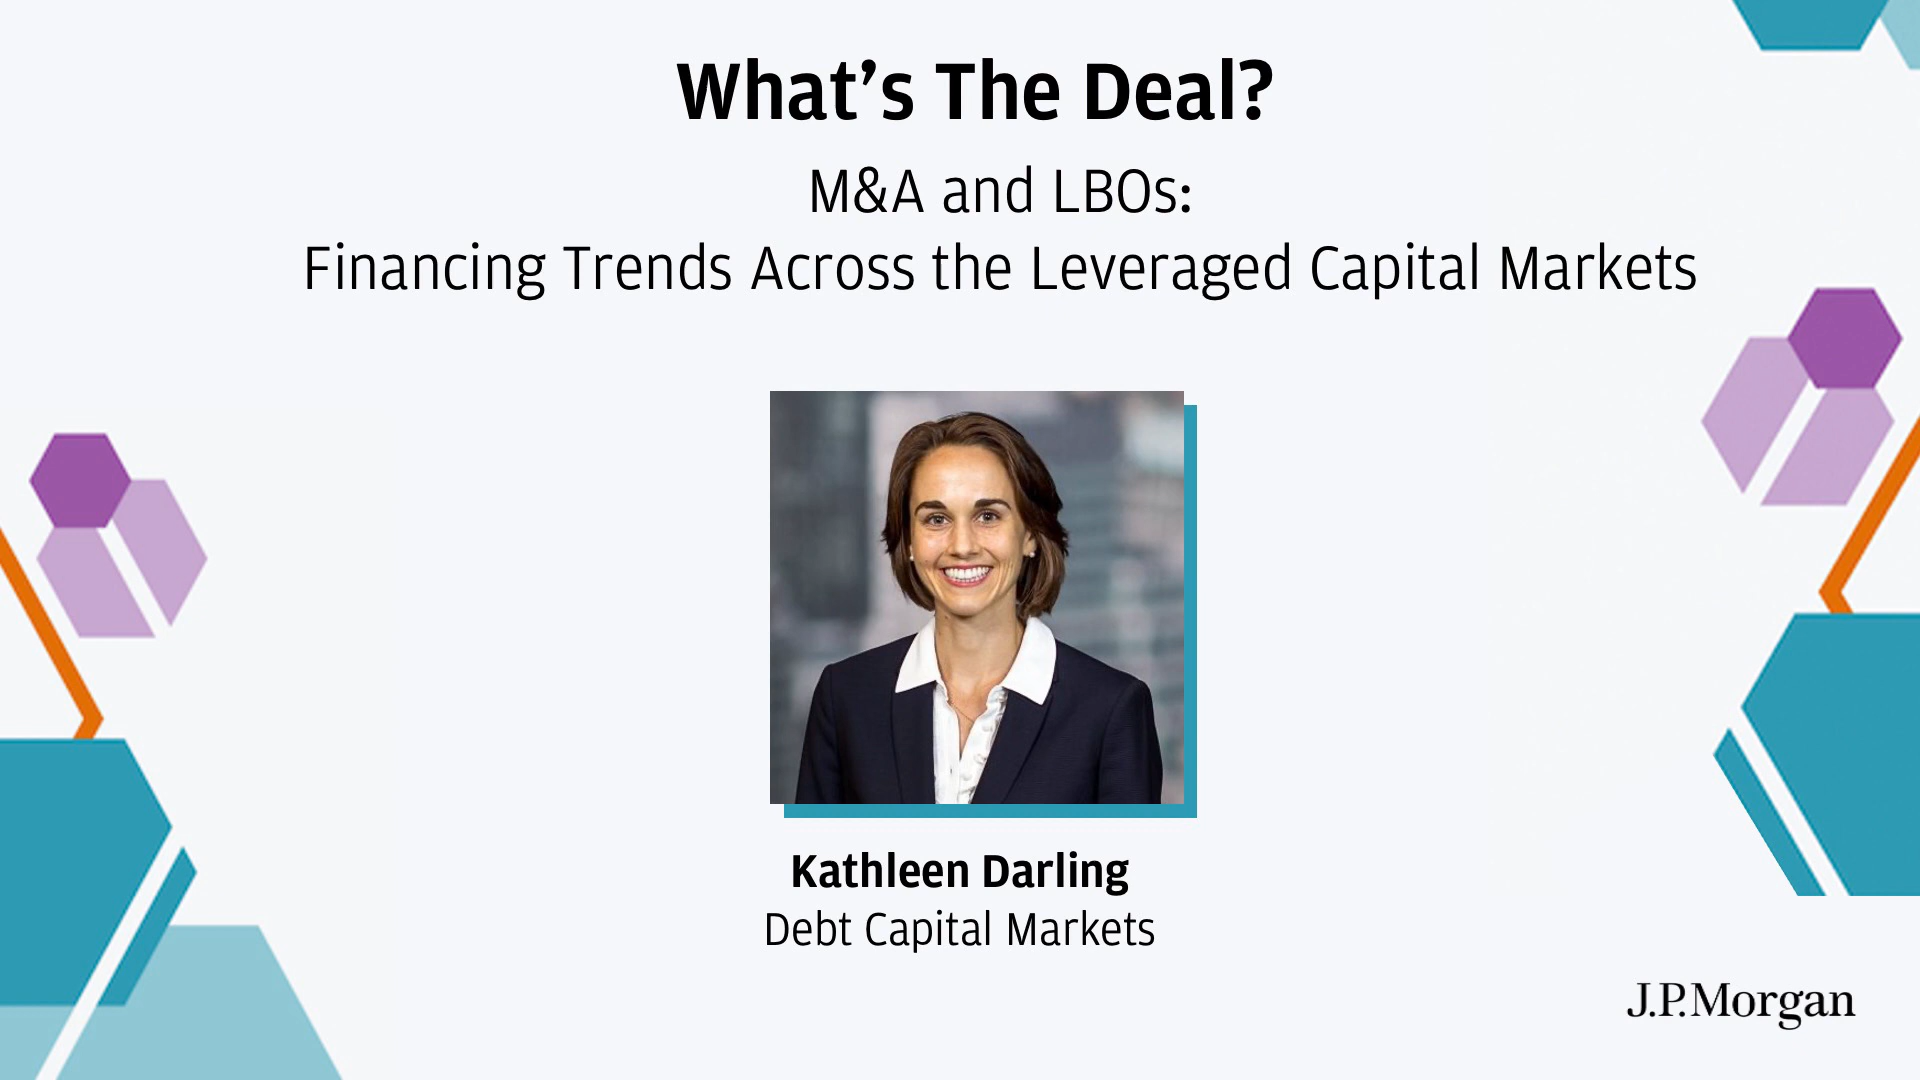 What’s The Deal?
M&A and LBOs:
Financing Trends Across the Leveraged Capital Markets
Kathleen Darling
Debt Capital Markets
J.P.Morgan